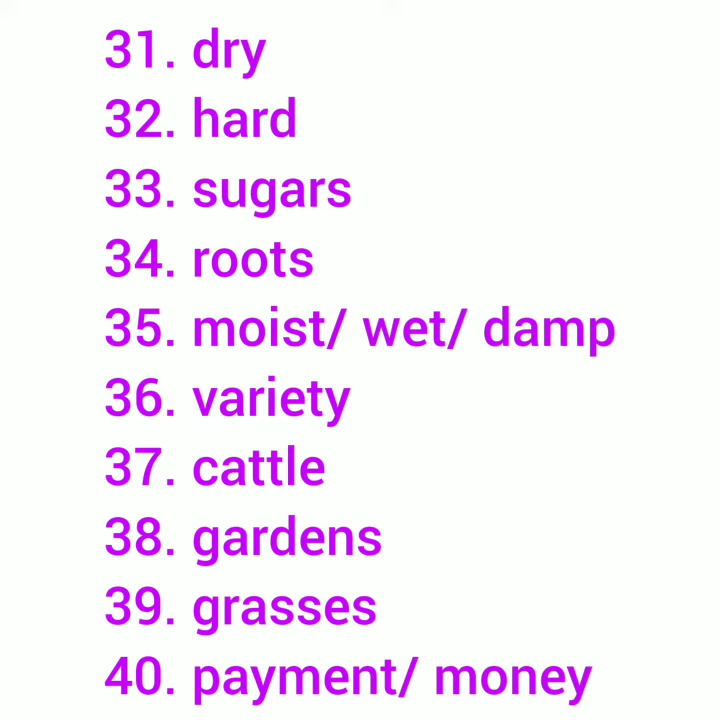 31. dry
32. hard
33. sugars
34. roots
35. moist/ wet/ damp
36. variety
37. cattle
38. gardens
39. grasses
40. payment/ money